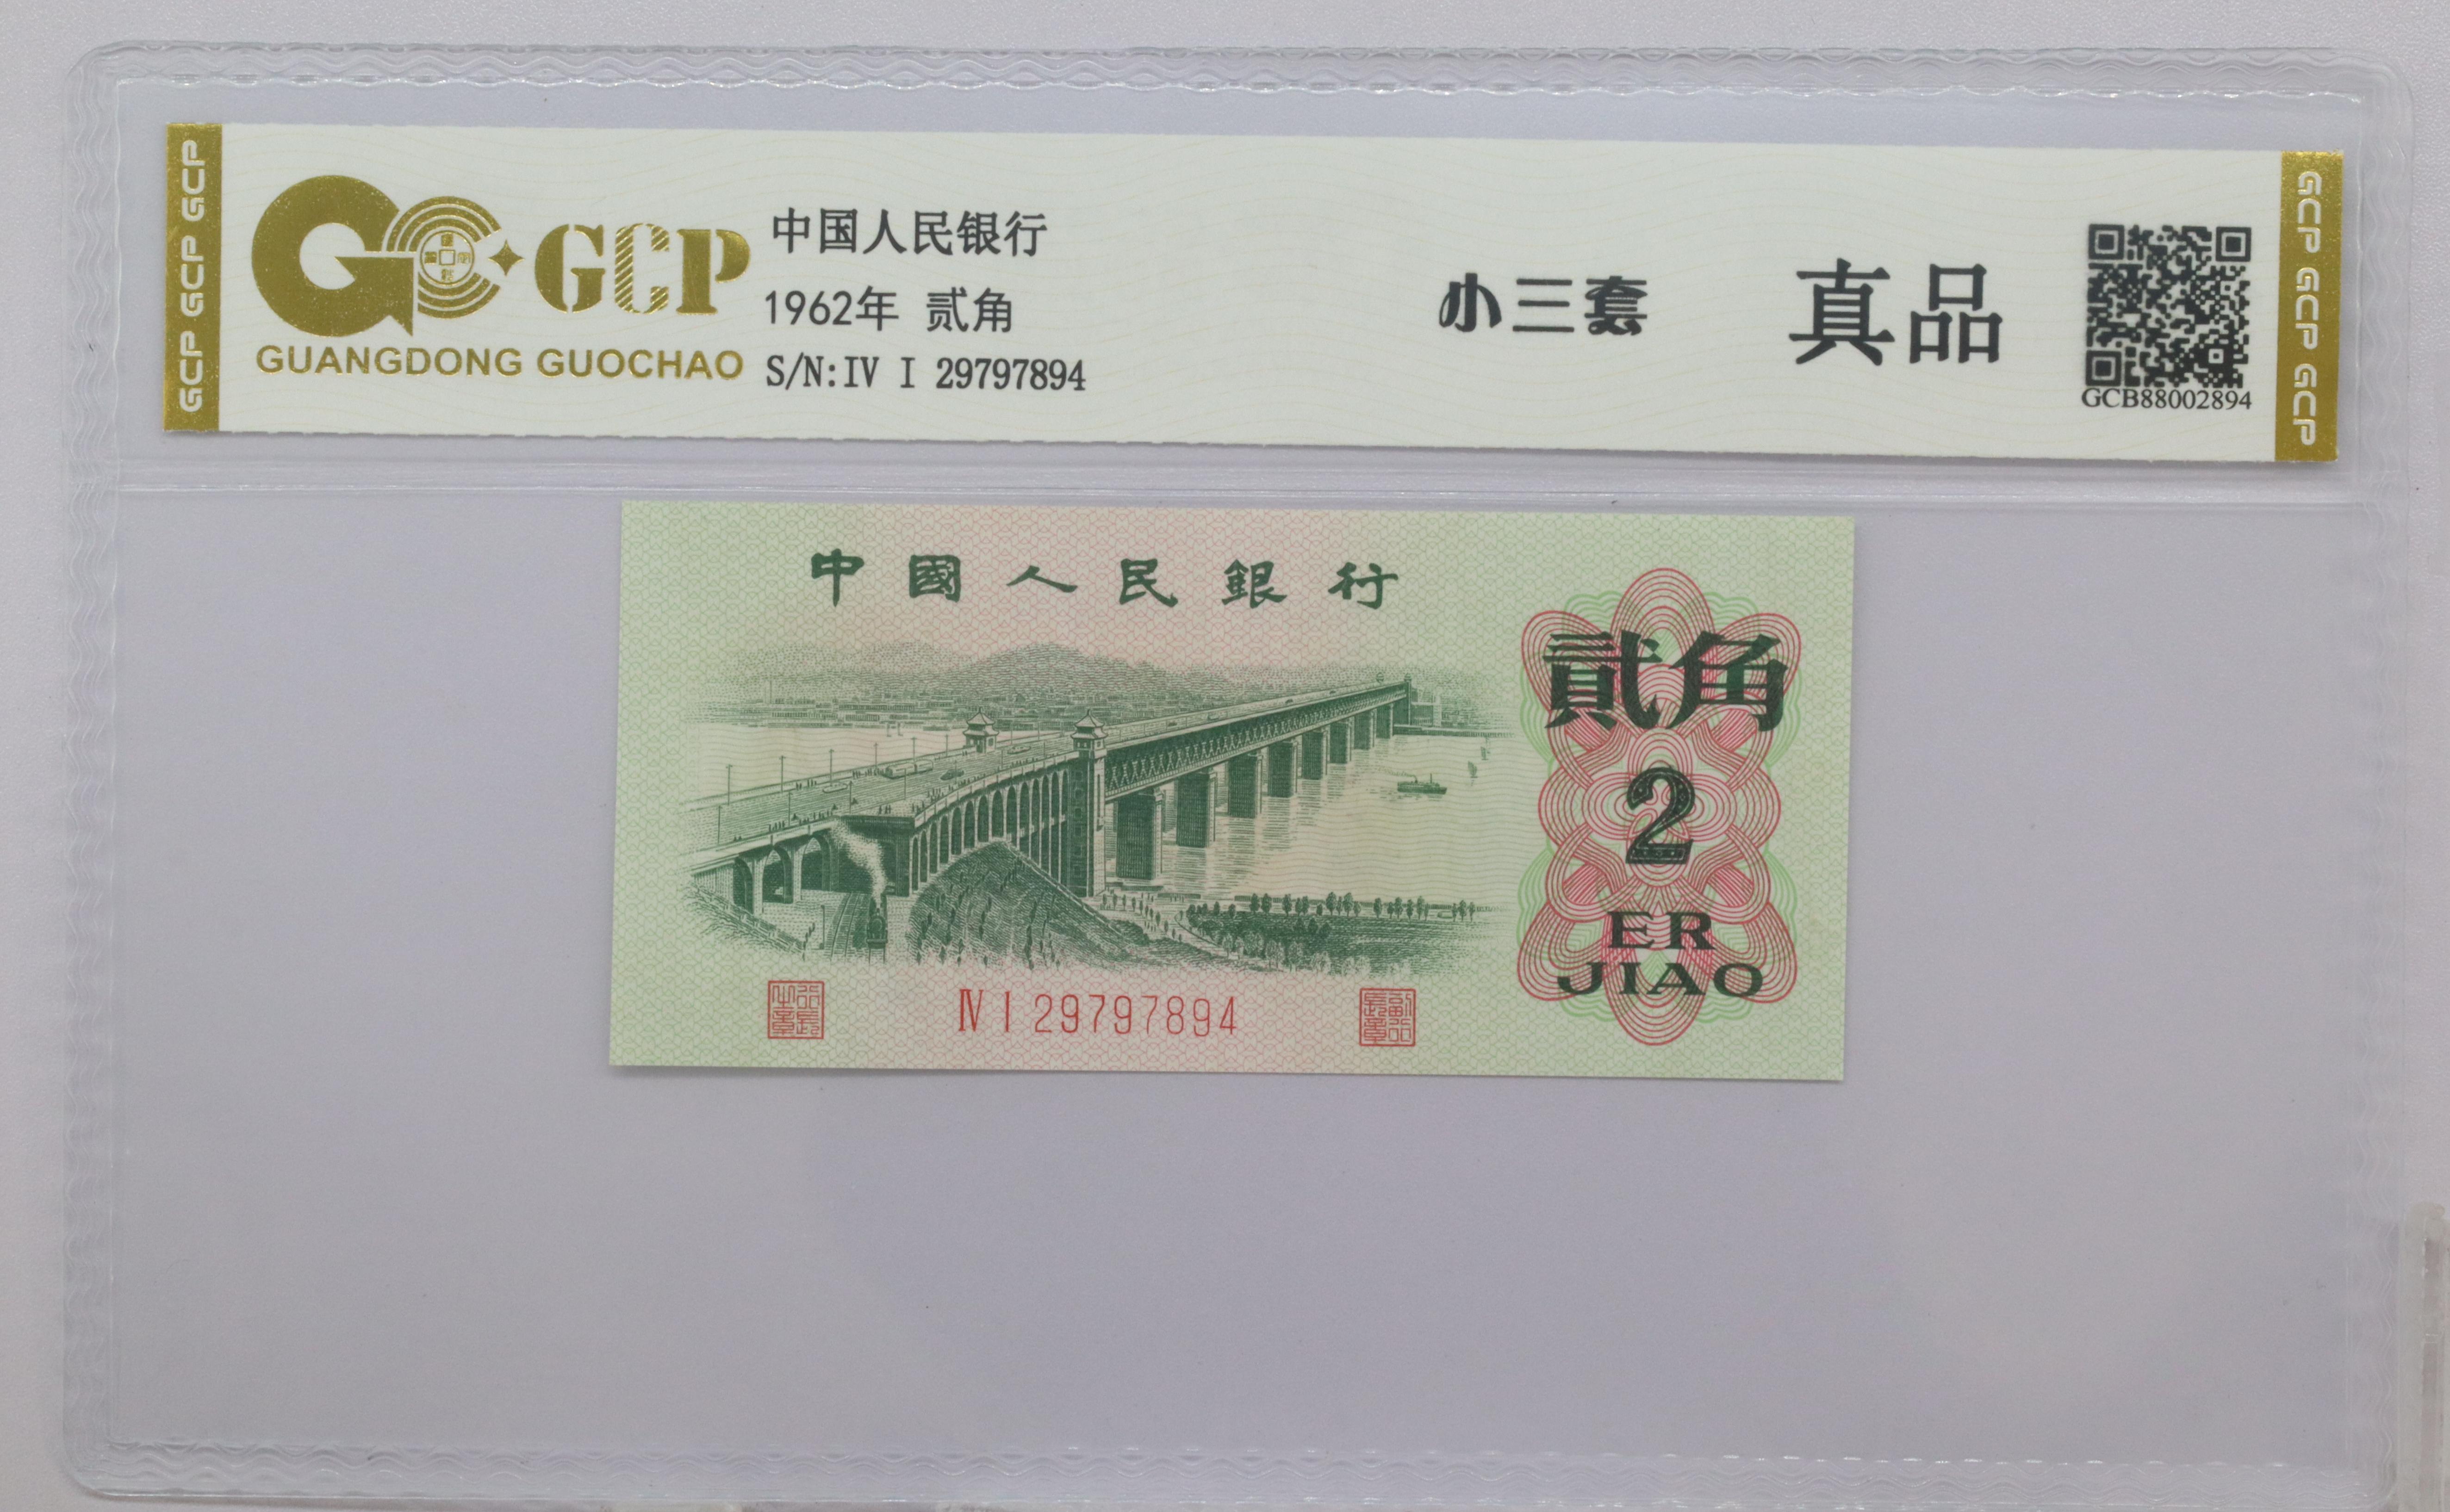 GCP GCP GCP
GCP
GUANGDONG GUOCHAO
中国人民银行
1962年 贰角
S/N:IV I 29797894
小三套
真品
GCB88002894
GCP GCP GCP
中國人民銀行
貳角
2
ER
JIAO
Ⅳ Ⅰ 29797894